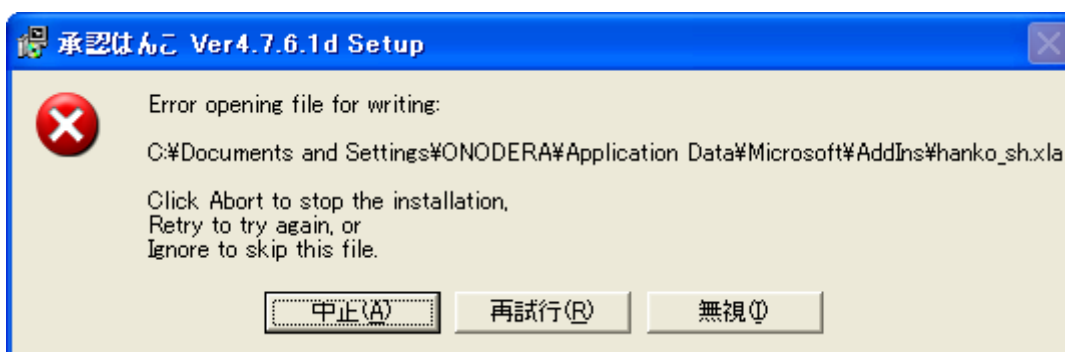 承認はんこ Ver4.7.6.1d Setup
Error opening file for writing:
C:¥Documents and Settings¥ONODERA¥Application Data¥Microsoft¥AddIns¥hanko_sh.xla
Click Abort to stop the installation,
Retry to try again, or
Ignore to skip this file.
中止(A) 再試行(R) 無視(I)